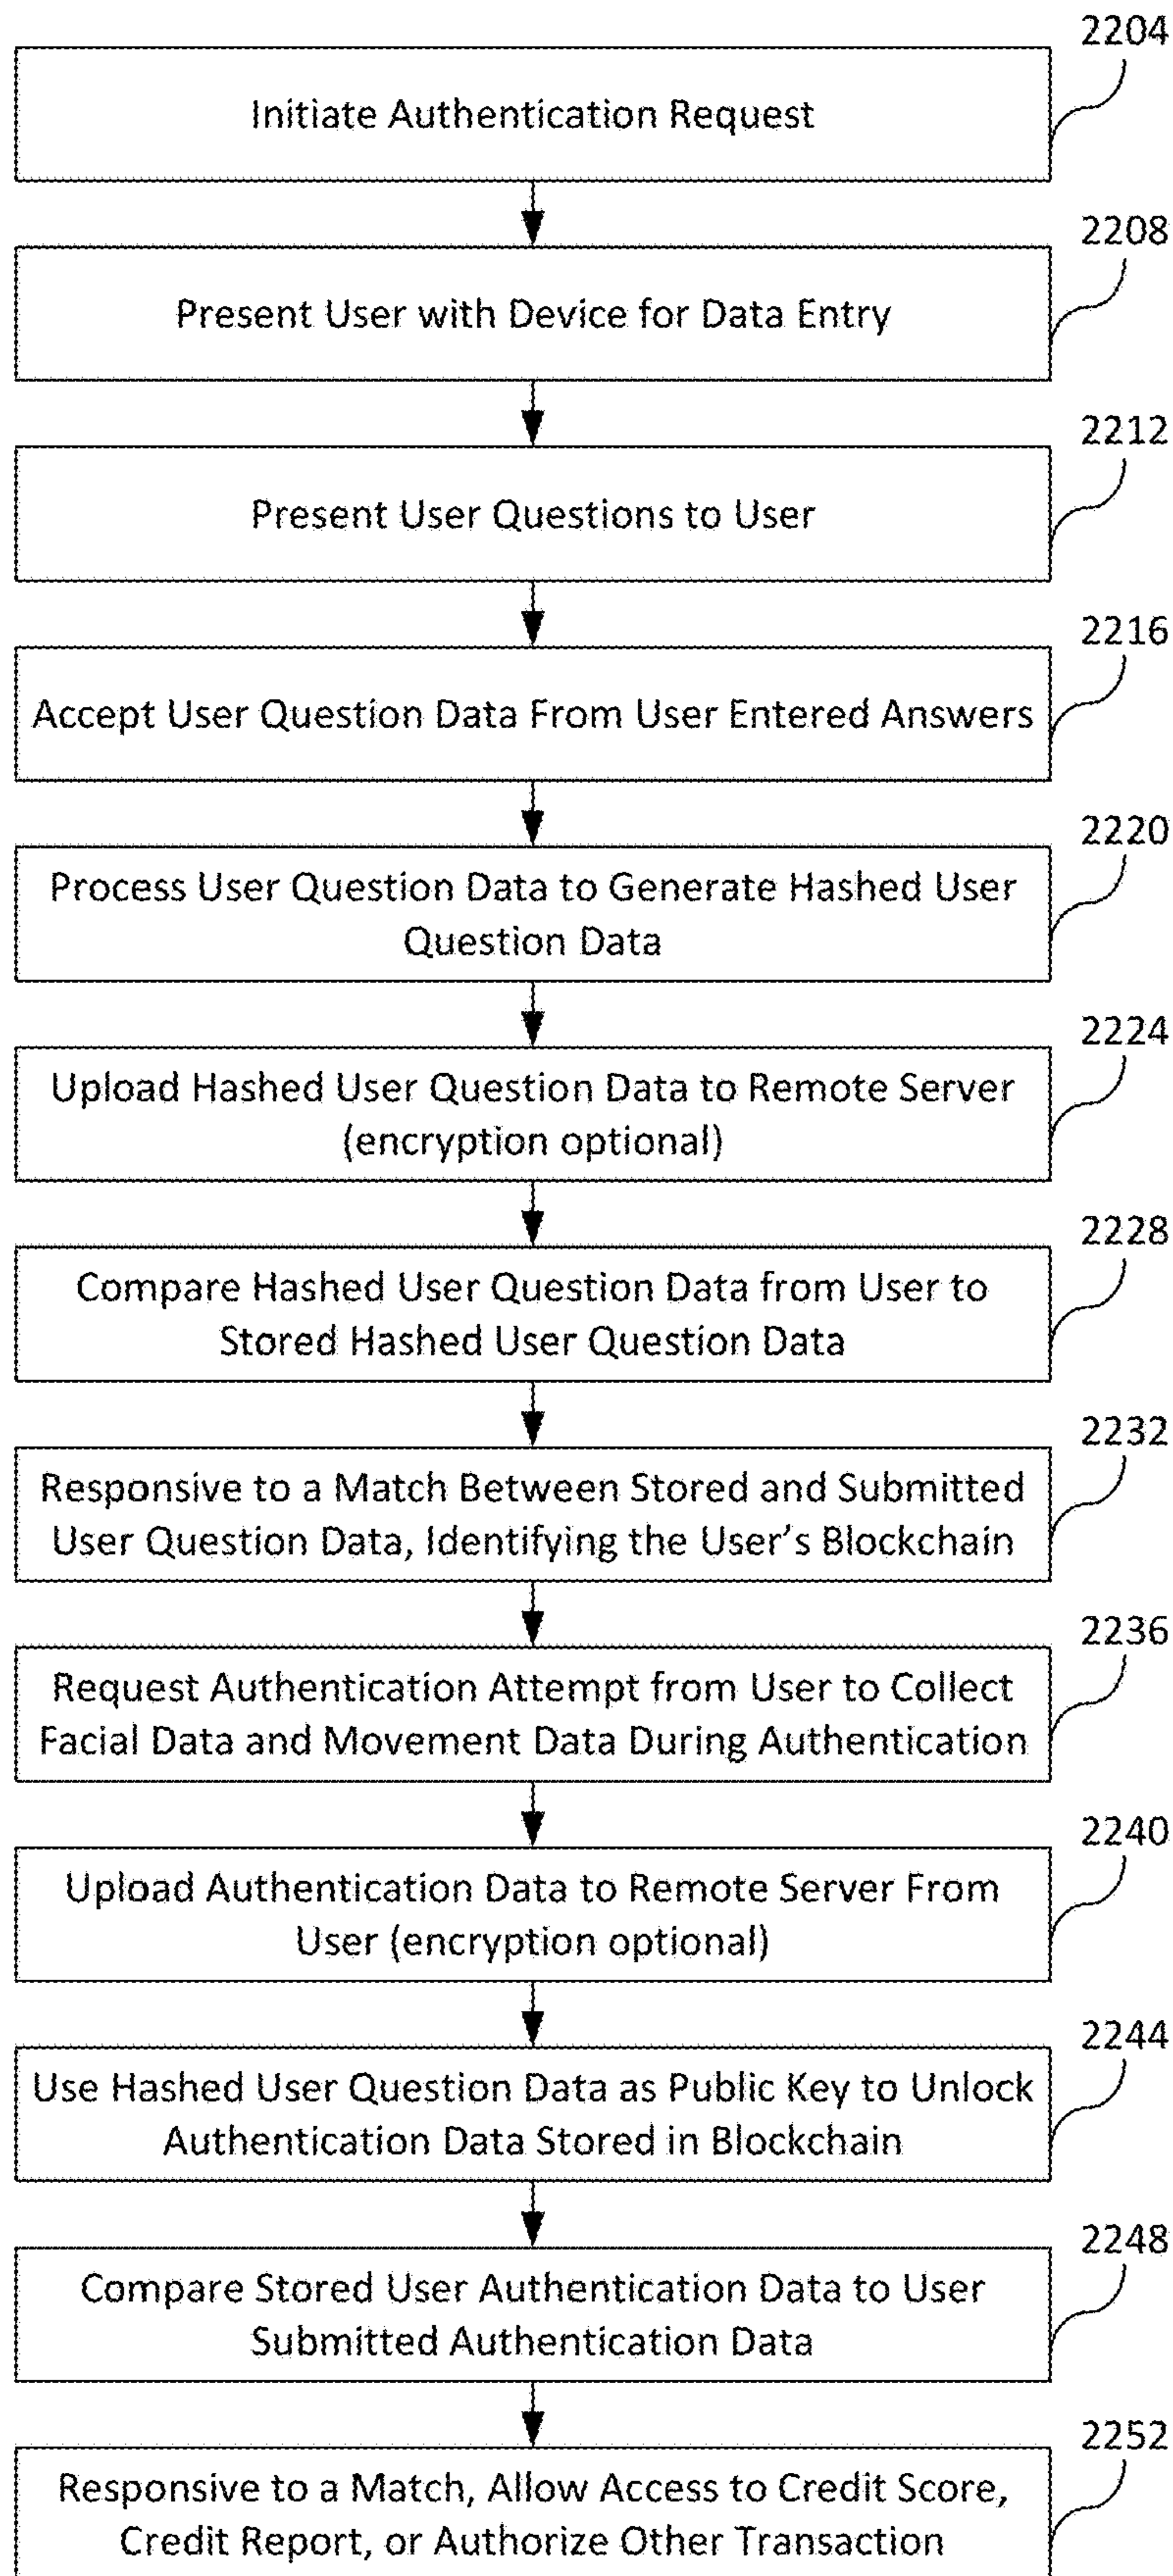 2204
Initiate Authentication Request
2208
Present User with Device for Data Entry
2212
Present User Questions to User
2216
Accept User Question Data From User Entered Answers
2220
Process User Question Data to Generate Hashed User
Question Data
2224
Upload Hashed User Question Data to Remote Server
(encryption optional)
2228
Compare Hashed User Question Data from User to
Stored Hashed User Question Data
2232
Responsive to a Match Between Stored and Submitted
User Question Data, Identifying the User's Blockchain
2236
Request Authentication Attempt from User to Collect
Facial Data and Movement Data During Authentication
2240
Upload Authentication Data to Remote Server From
User (encryption optional)
2244
Use Hashed User Question Data as Public Key to Unlock
Authentication Data Stored in Blockchain
2248
Compare Stored User Authentication Data to User
Submitted Authentication Data
2252
Responsive to a Match, Allow Access to Credit Score,
Credit Report, or Authorize Other Transaction